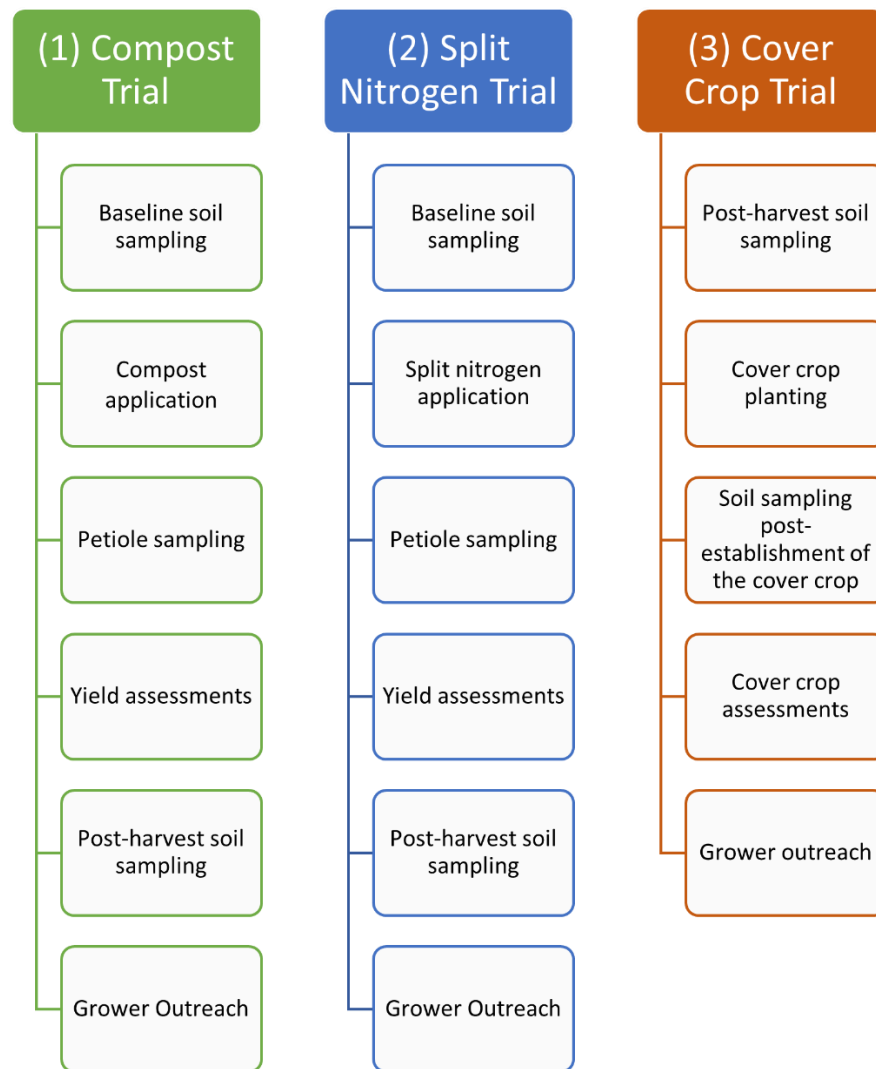 (1) Compost
Trial
Baseline soil
sampling
Compost
application
Petiole sampling
Yield assessments
Post-harvest soil
sampling
Grower Outreach
(2) Split
Nitrogen Trial
Baseline soil
sampling
Split nitrogen
application
Petiole sampling
Yield assessments
Post-harvest soil
sampling
Grower Outreach
(3) Cover
Crop Trial
Post-harvest soil
sampling
Cover crop
planting
Soil sampling
post-
establishment of
the cover crop
Cover crop
assessments
Grower outreach